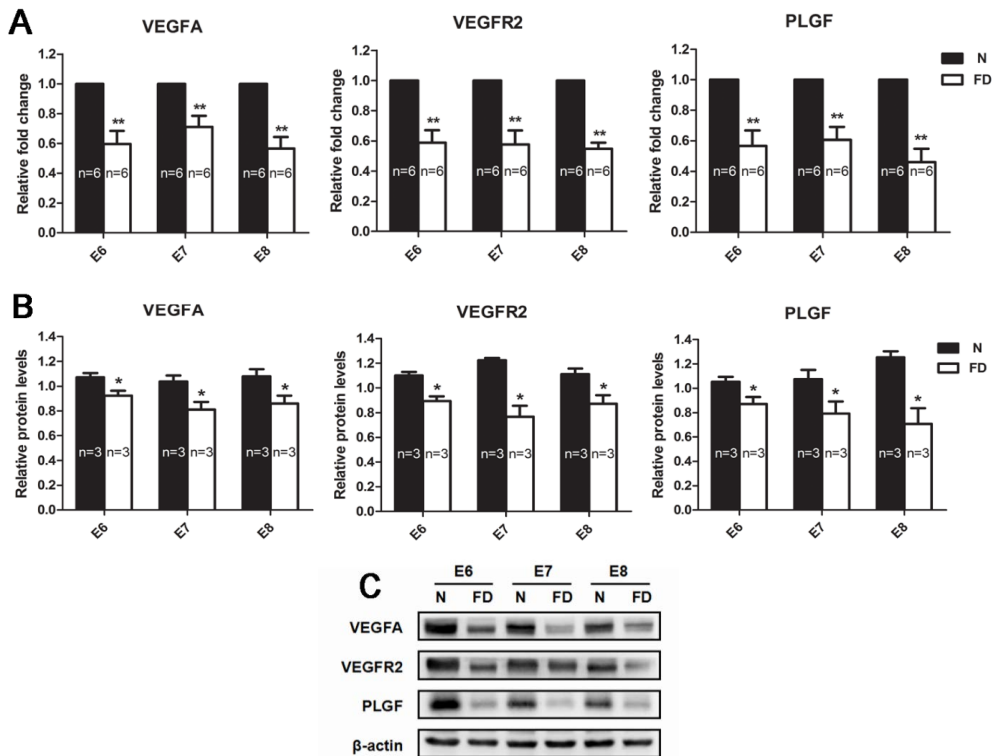 A
VEGFA
Relative fold change
1.2
1.0
0.8
0.6
0.4
0.2
0.0
** ** **
n=6 n=6 n=6 n=6 n=6 n=6
E6 E7 E8
VEGFR2
Relative fold change
1.2
1.0
0.8
0.6
0.4
0.2
0.0
** ** **
n=6 n=6 n=6 n=6 n=6 n=6
E6 E7 E8
PLGF
Relative fold change
1.2
1.0
0.8
0.6
0.4
0.2
0.0
** ** **
n=6 n=6 n=6 n=6 n=6 n=6
E6 E7 E8
N
FD
B
VEGFA
Relative protein levels
1.4
1.2
1.0
0.8
0.6
0.4
0.2
0.0
* * *
n=3 n=3 n=3 n=3 n=3 n=3
E6 E7 E8
VEGFR2
Relative protein levels
1.4
1.2
1.0
0.8
0.6
0.4
0.2
0.0
* * *
n=3 n=3 n=3 n=3 n=3 n=3
E6 E7 E8
PLGF
Relative protein levels
1.4
1.2
1.0
0.8
0.6
0.4
0.2
0.0
* * *
n=3 n=3 n=3 n=3 n=3 n=3
E6 E7 E8
N
FD
C
E6 E7 E8
N FD N FD N FD
VEGFA
VEGFR2
PLGF
β-actin